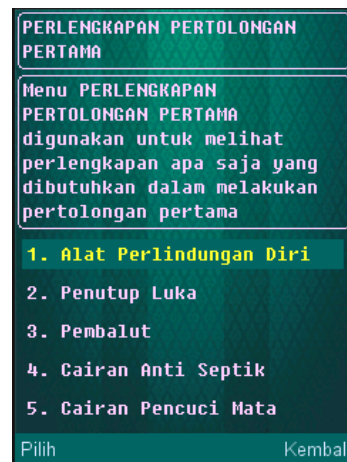 PERLENGKAPAN PERTOLONGAN
PERTAMA
Menu PERLENGKAPAN
PERTOLONGAN PERTAMA
digunakan untuk melihat
perlengkapan apa saja yang
dibutuhkan dalam melakukan
pertolongan pertama
1. Alat Perlindungan Diri
2. Penutup Luka
3. Pembalut
4. Cairan Anti Septik
5. Cairan Pencuci Mata
Pilih Kembal